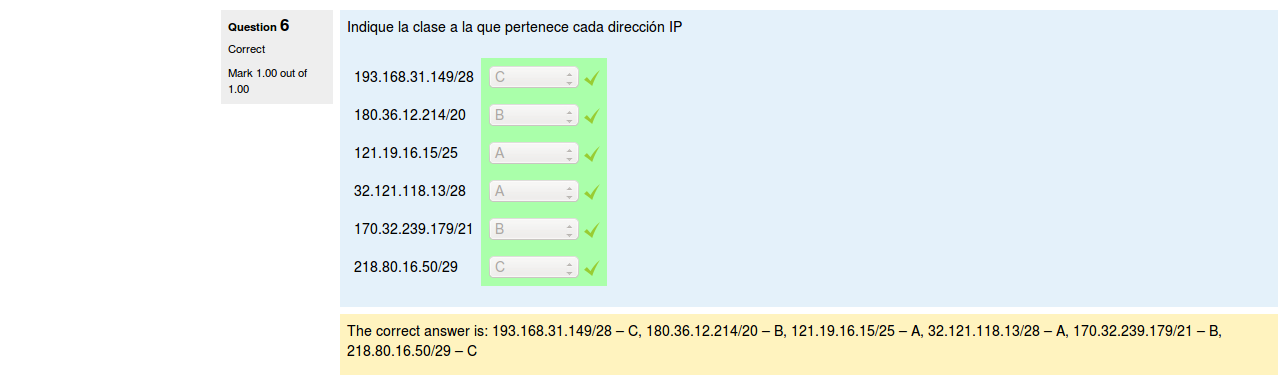 Question 6
Correct
Mark 1.00 out of
1.00
Indique la clase a la que pertenece cada dirección IP
193.168.31.149/28 C
180.36.12.214/20 B
121.19.16.15/25 A
32.121.118.13/28 A
170.32.239.179/21 B
218.80.16.50/29 C
The correct answer is: 193.168.31.149/28 – C, 180.36.12.214/20 – B, 121.19.16.15/25 – A, 32.121.118.13/28 – A, 170.32.239.179/21 – B,
218.80.16.50/29 – C